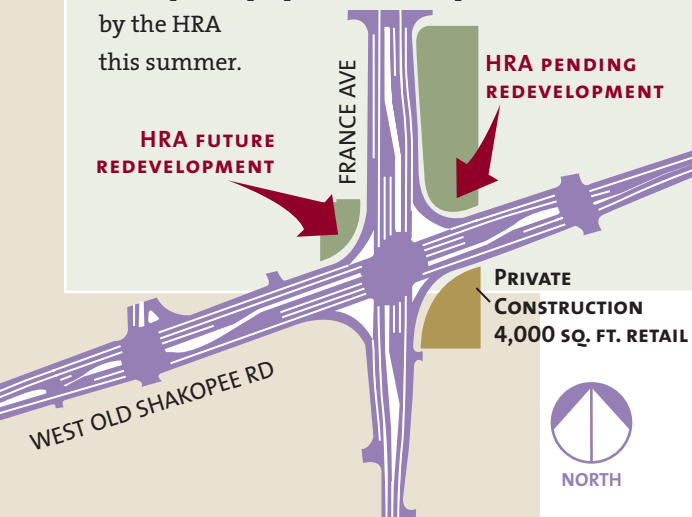 by the HRA
this summer.
FRANCE AVE
HRA PENDING
REDEVELOPMENT
HRA FUTURE
REDEVELOPMENT
PRIVATE
CONSTRUCTION
4,000 SQ. FT. RETAIL
WEST OLD SHAKOPEE RD
NORTH